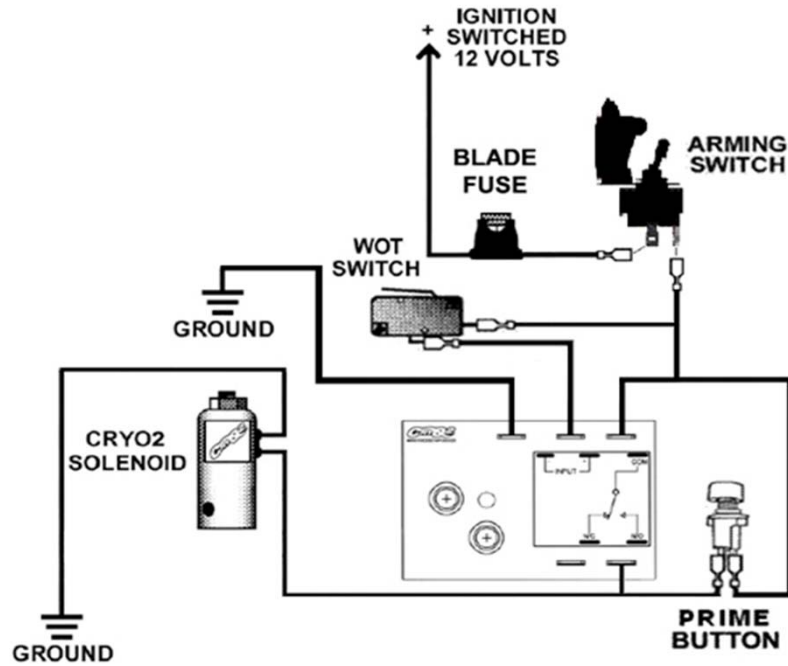 +
IGNITION
SWITCHED
12 VOLTS
ARMING
SWITCH
BLADE
FUSE
WOT
SWITCH
GROUND
CRYO2
SOLENOID
INPUT
COM
N/C
N/O
PRIME
BUTTON
GROUND